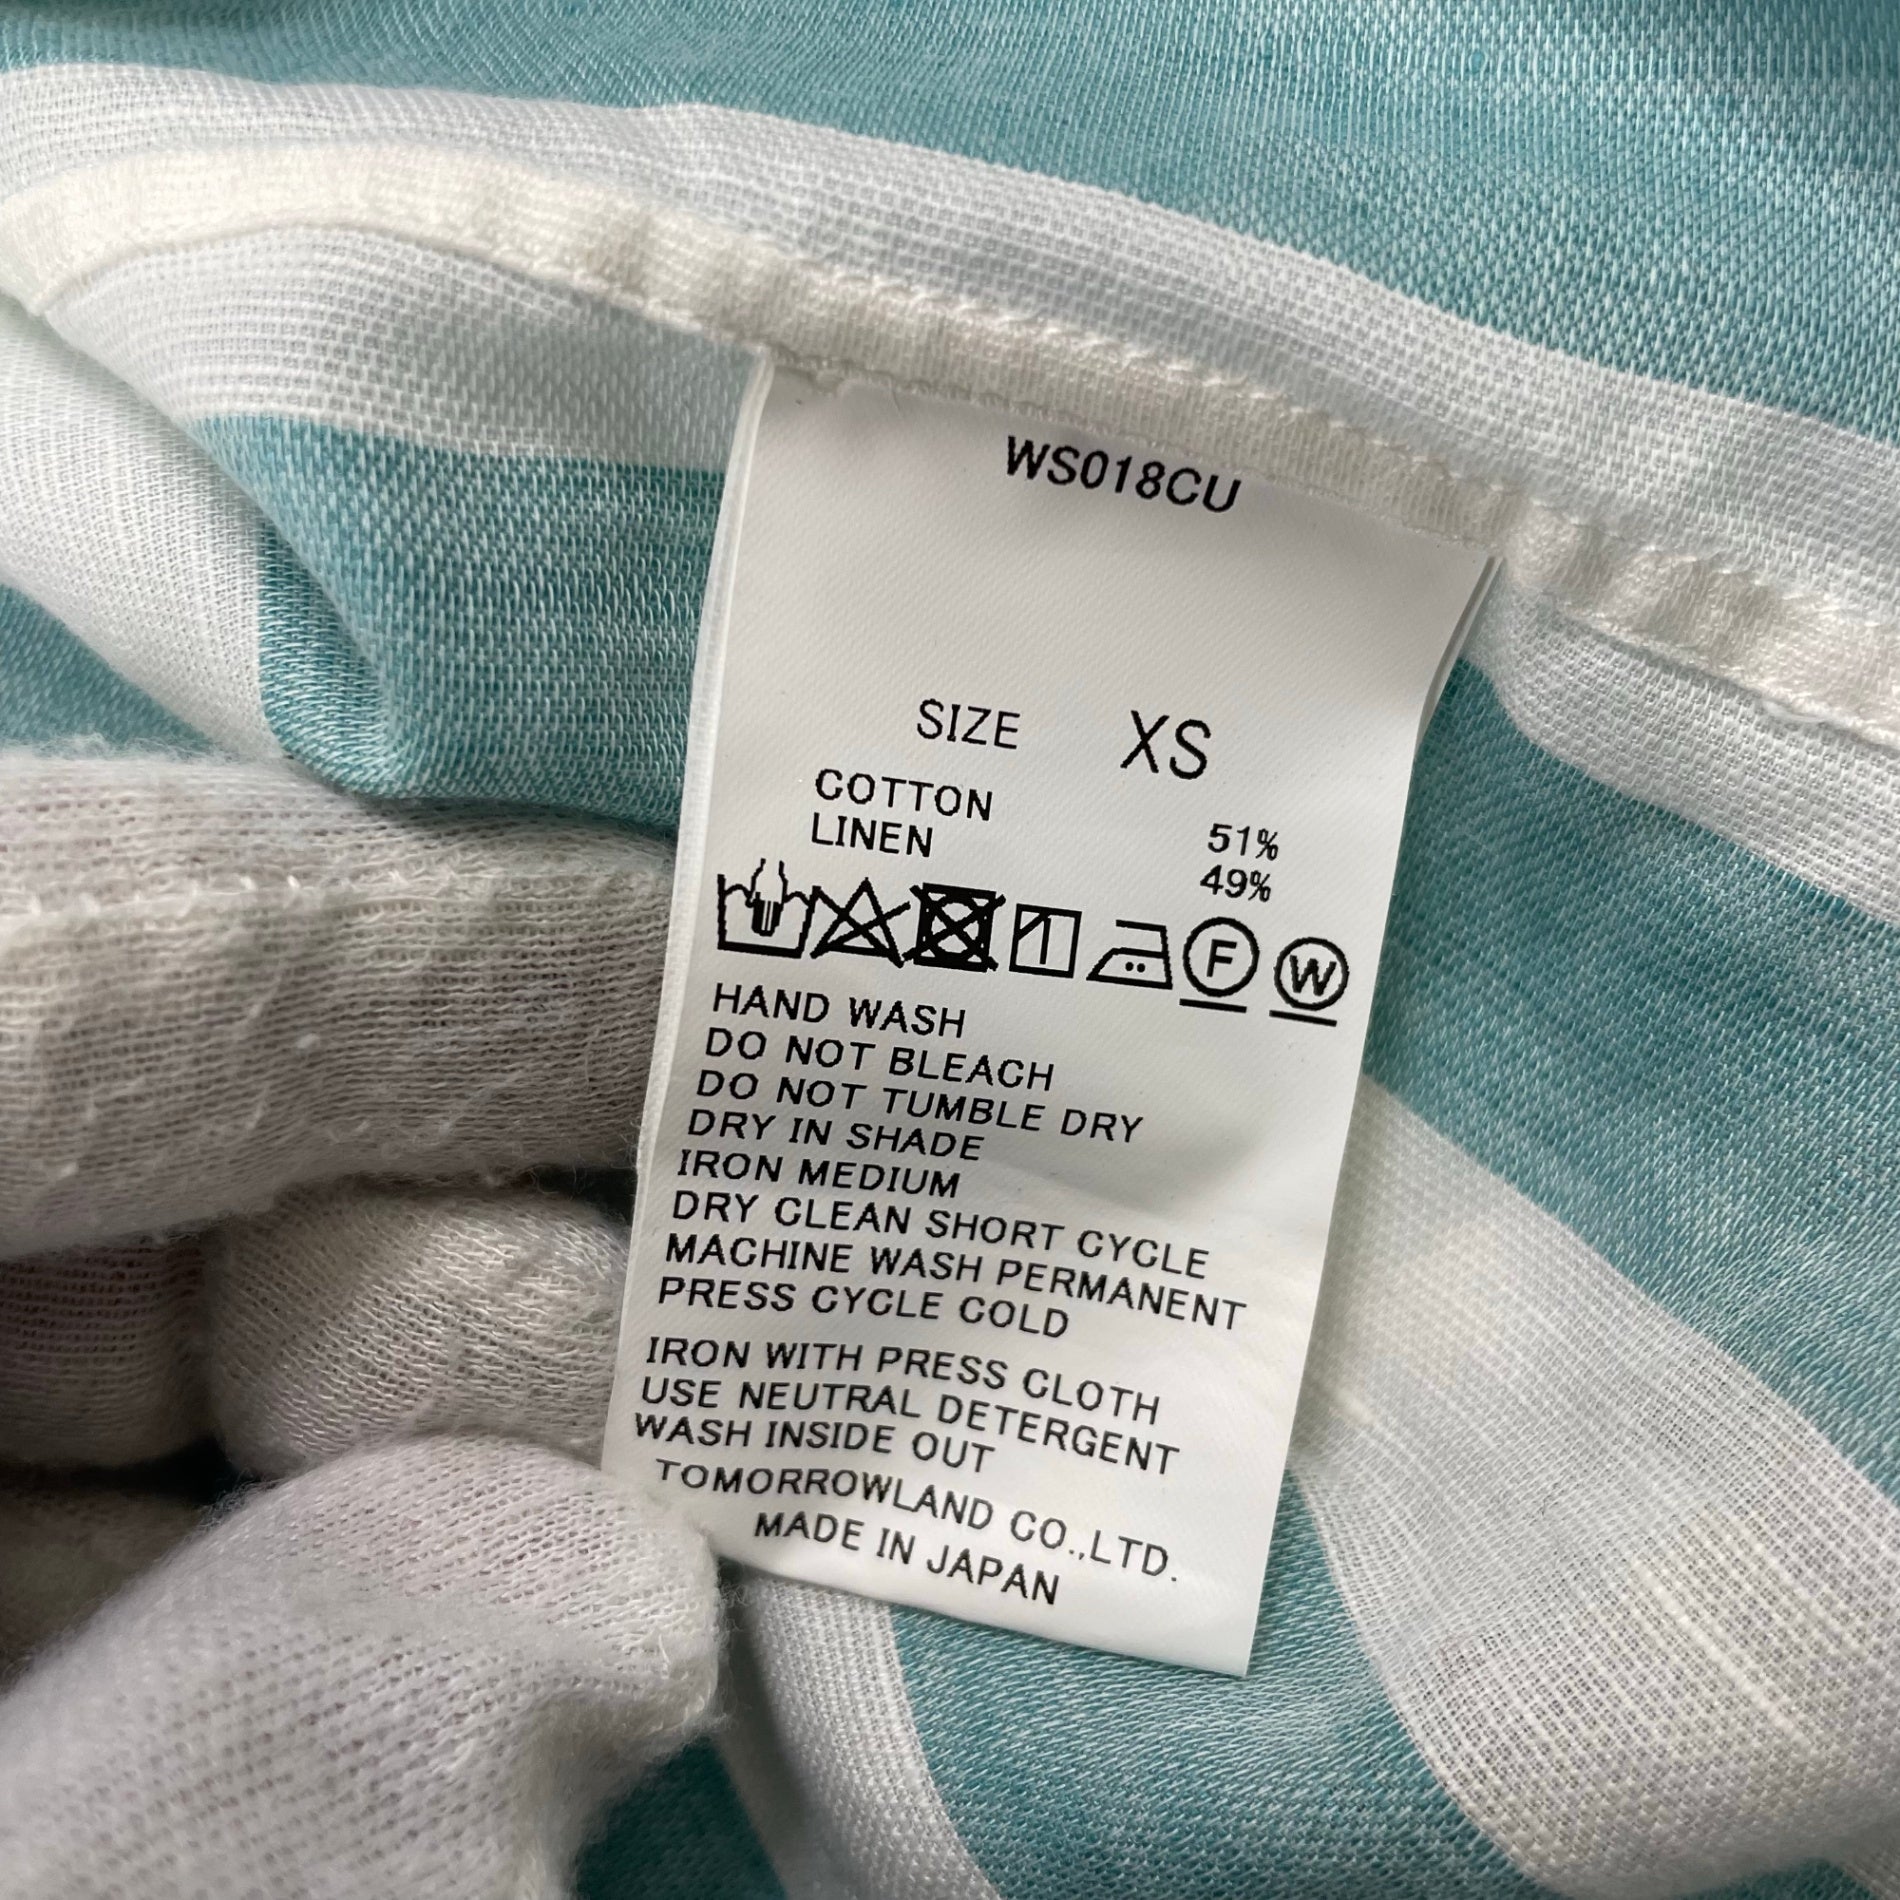 WS018CU
SIZE XS
COTTON 51%
LINEN 49%
F W
HAND WASH
DO NOT BLEACH
DO NOT TUMBLE DRY
DRY IN SHADE
IRON MEDIUM
DRY CLEAN SHORT CYCLE
MACHINE WASH PERMANENT
PRESS CYCLE COLD
IRON WITH PRESS CLOTH
USE NEUTRAL DETERGENT
WASH INSIDE OUT
TOMORROWLAND CO.,LTD.
MADE IN JAPAN